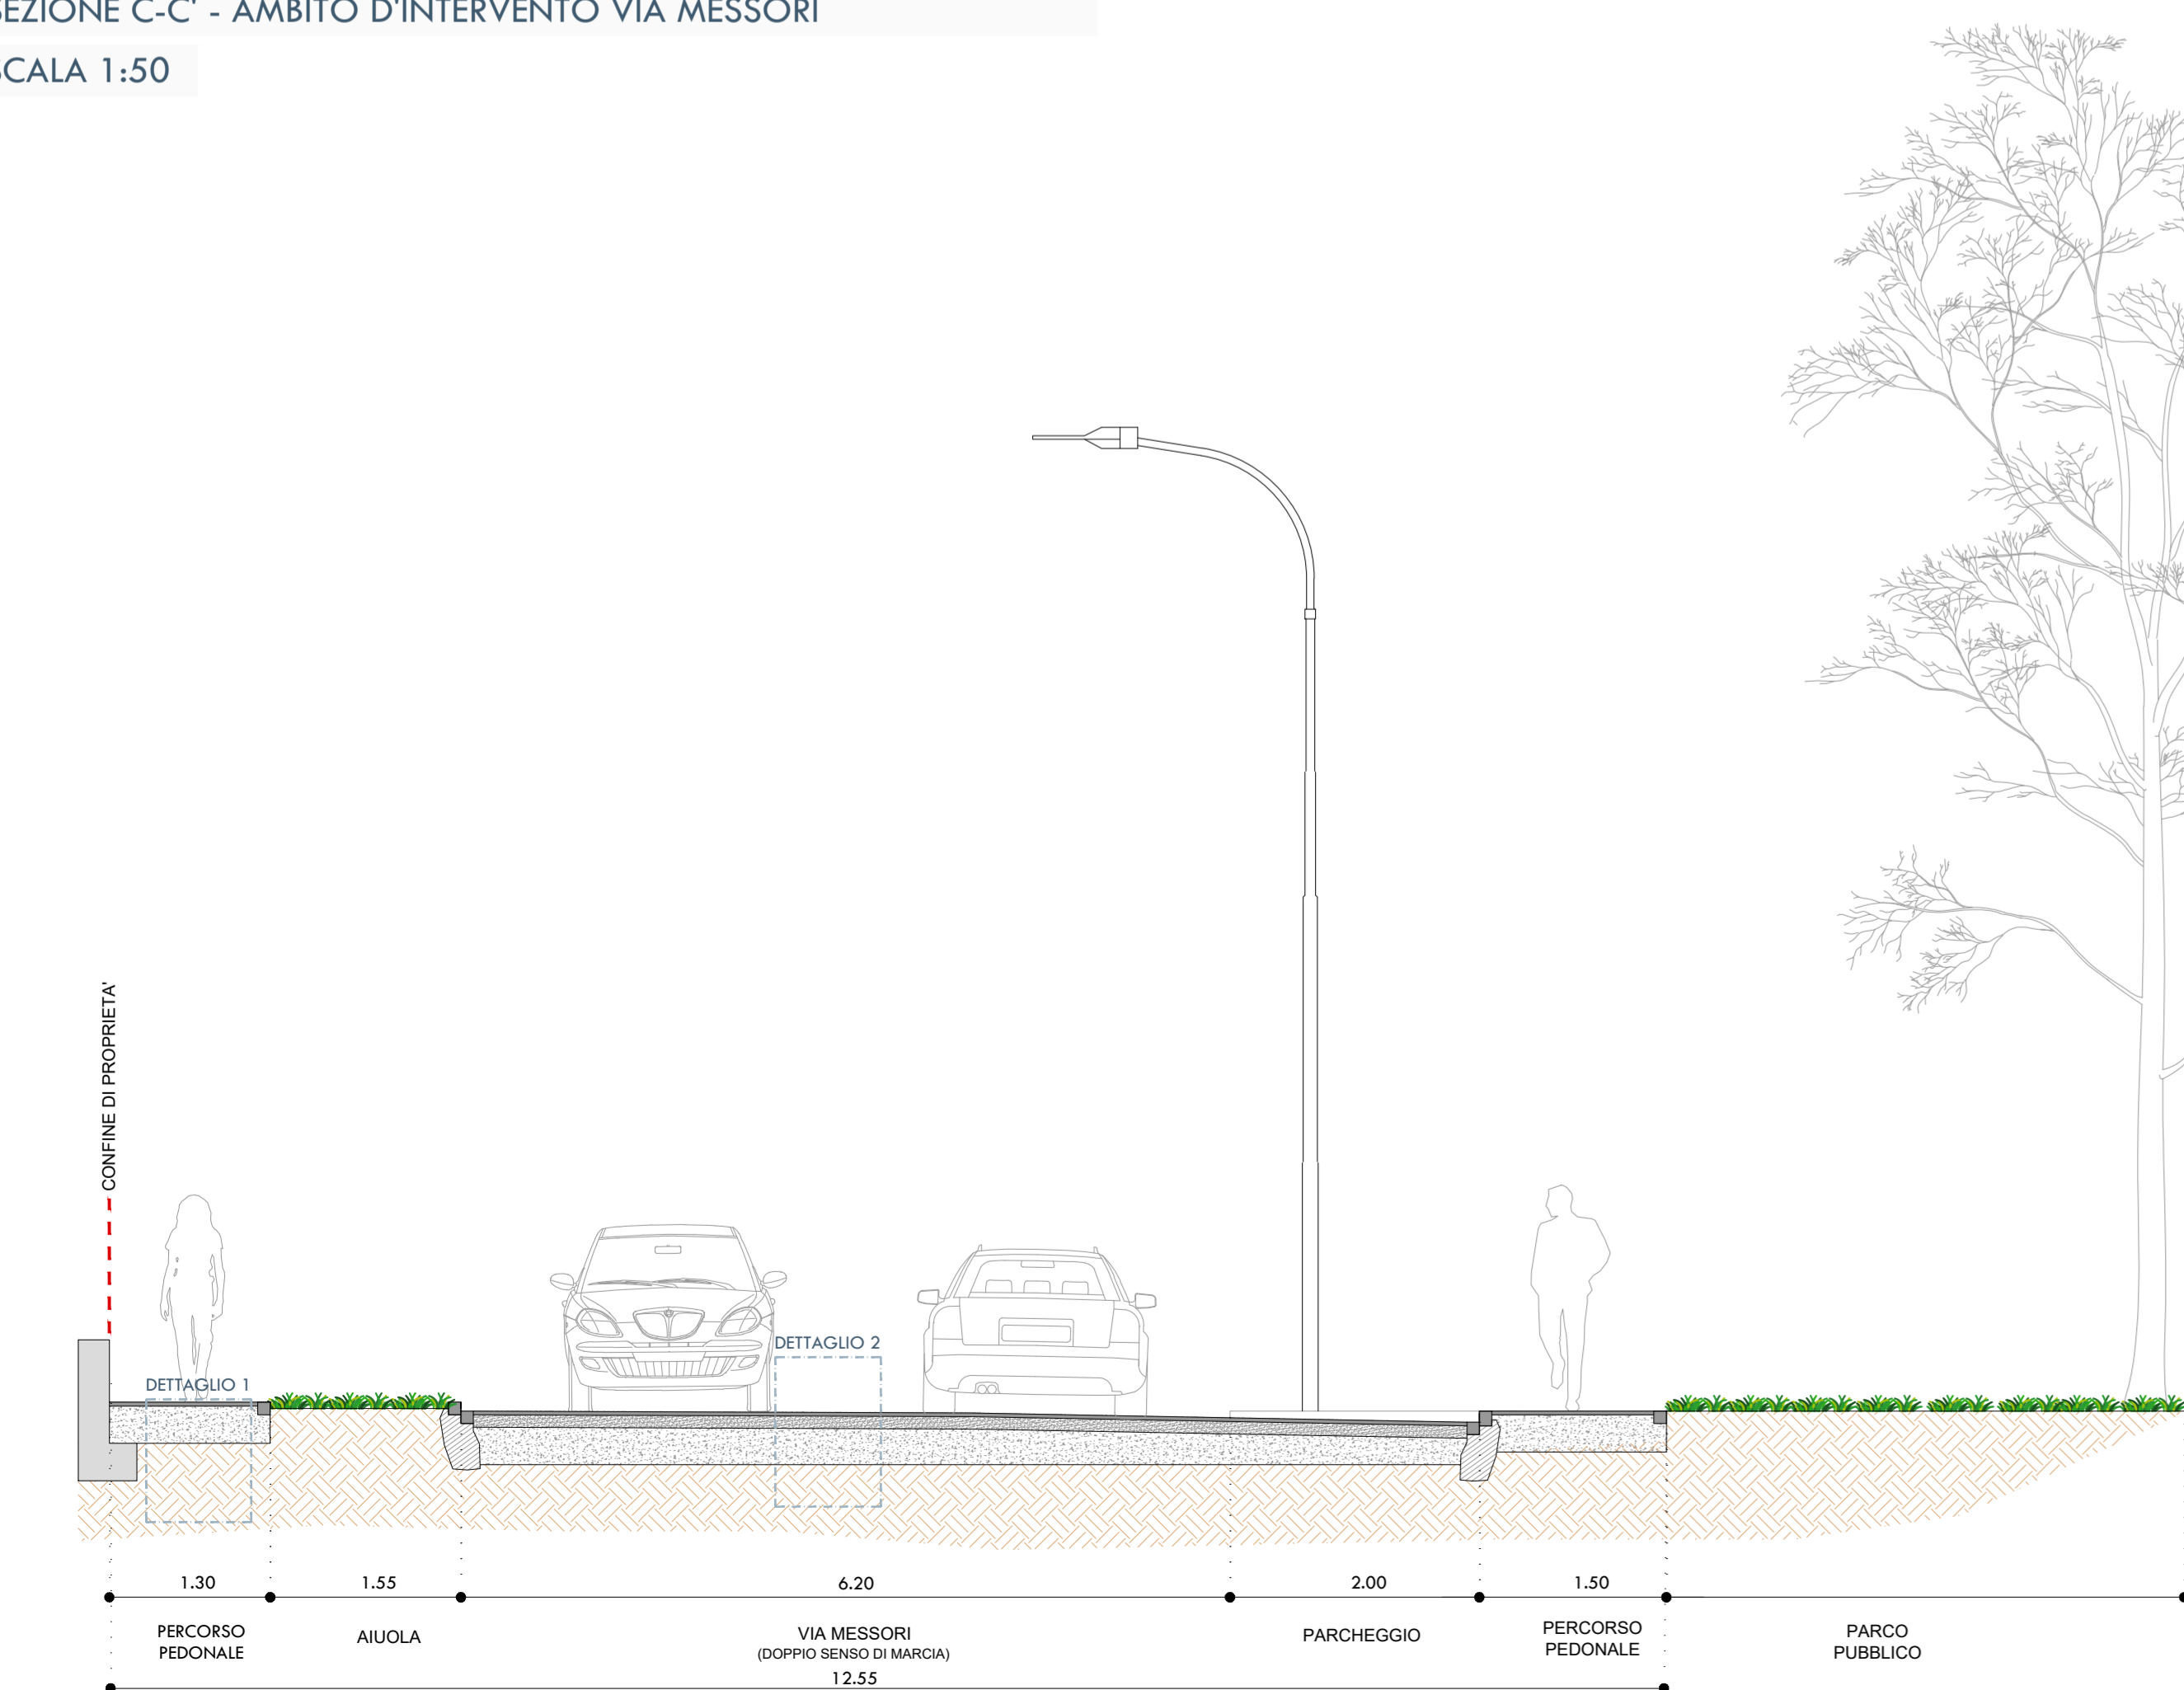 SEZIONE C-C' - AMBITO D'INTERVENTO VIA MESSORI
SCALA 1:50
CONFINE DI PROPRIETA'
DETTAGLIO 1
DETTAGLIO 2
1.30
1.55
6.20
2.00
1.50
PERCORSO
PEDONALE
AIUOLA
VIA MESSORI
(DOPPIO SENSO DI MARCIA)
PARCHEGGIO
PERCORSO
PEDONALE
PARCO
PUBBLICO
12.55